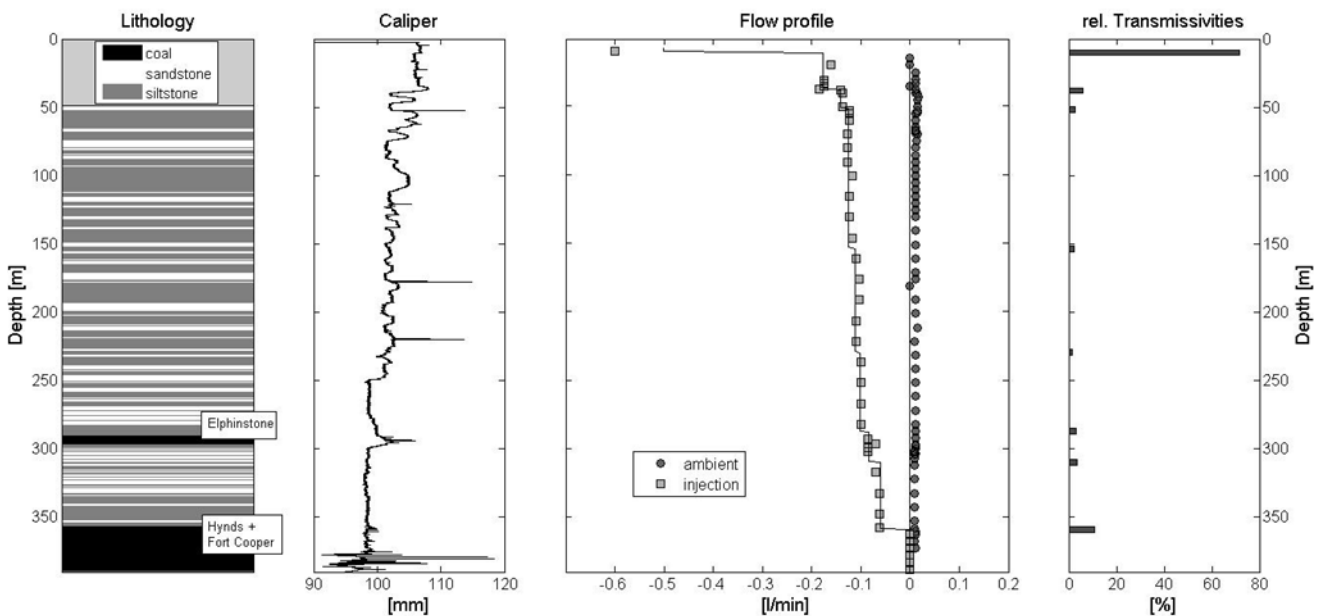 Lithology
Caliper
Flow profile
rel. Transmissivities
coal
sandstone
siltstone
Elphinstone
Hynds +
Fort Cooper
Depth [m]
0
50
100
150
200
250
300
350
90 100 110 120
[mm]
ambient
injection
-0.6 -0.5 -0.4 -0.3 -0.2 -0.1 0 0.1 0.2
[l/min]
0 20 40 60 80
[%]
0
50
100
150
200
250
300
350
Depth [m]